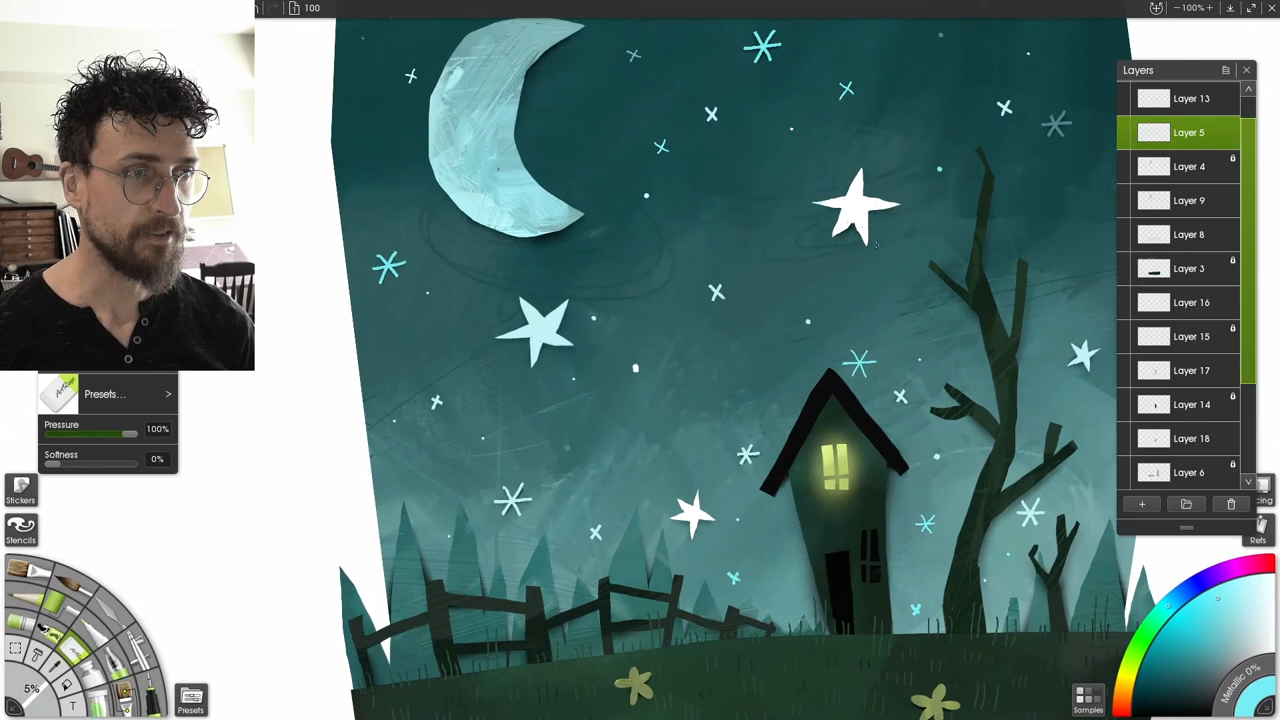 100
100%
Layers
Layer 13
Layer 5
Layer 4
Layer 9
Layer 8
Layer 3
Layer 16
Layer 15
Layer 17
Layer 14
Layer 18
Layer 6
Presets...
Pressure
100%
Softness
0%
Stickers
Stencils
5%
T
Presets
Refs
Metallic 0%
Samples